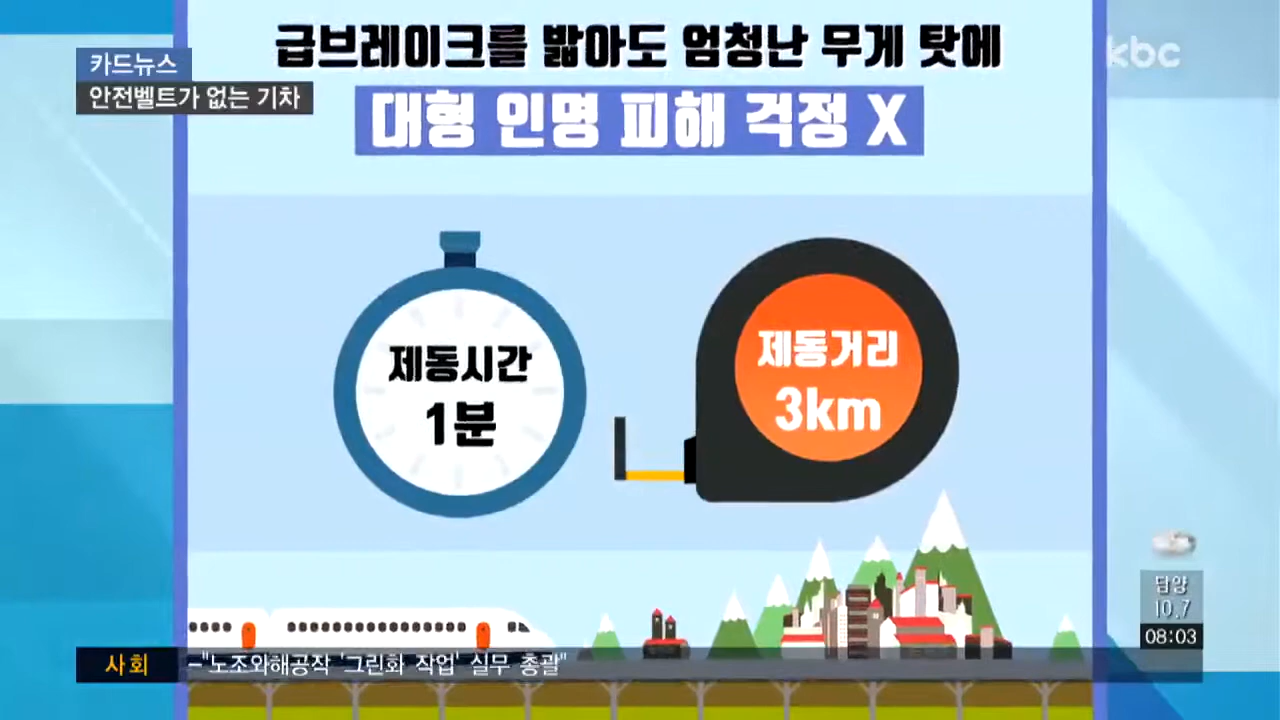 급브레이크를 밟아도 엄청난 무게 탓에
대형 인명 피해 걱정 X
kbc
카드뉴스
안전벨트가 없는 기차
제동시간
1분
제동거리
3km
담양
10.7
08:03
사회
–"노조와해공작 '그린화 작업' 실무 총괄"